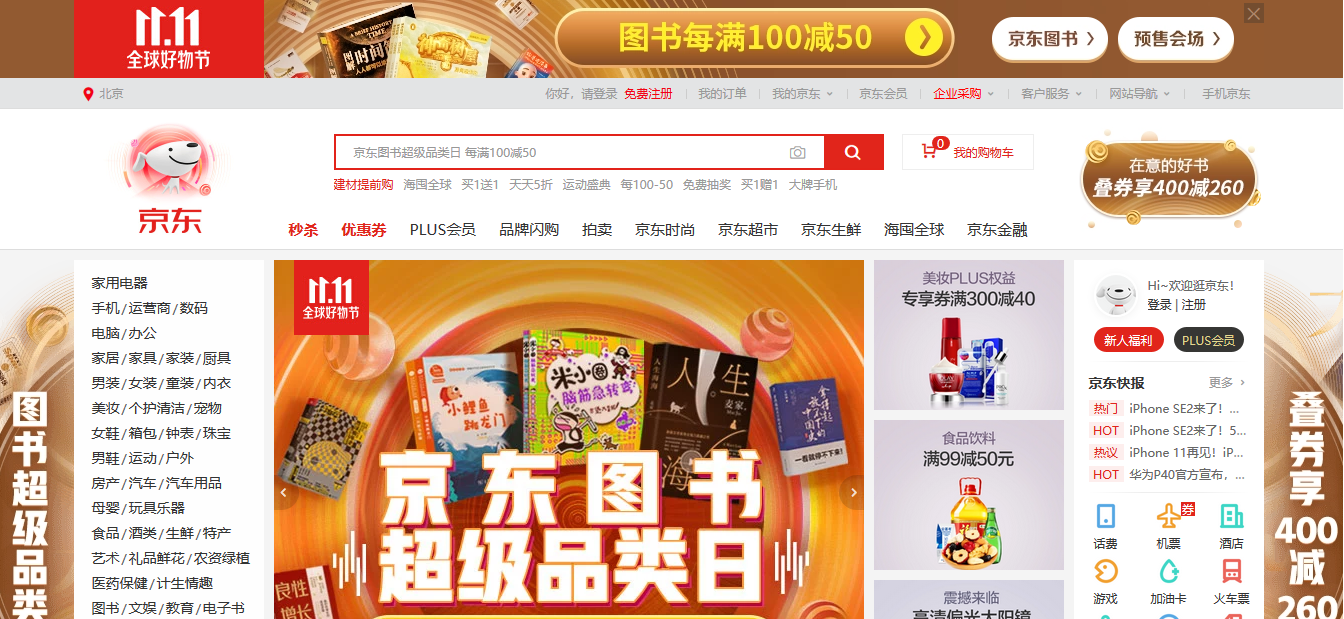 11.11
全球好物节
图书每满100减50
京东图书
预售会场
北京
你好，请登录 免费注册
我的订单
我的京东
京东会员
企业采购
客户服务
网站导航
手机京东
京东
京东图书超级品类日 每满100减50
0
我的购物车
建材提前购 海囤全球 买1送1 天天5折 运动盛典 每100-50 免费抽奖 买1赠1 大牌手机
在意的好书
叠券享400减260
秒杀 优惠券 PLUS会员 品牌闪购 拍卖 京东时尚 京东超市 京东生鲜 海囤全球 京东金融
家用电器
手机/运营商/数码
电脑/办公
家居/家具/家装/厨具
男装/女装/童装/内衣
美妆/个护清洁/宠物
女鞋/箱包/钟表/珠宝
男鞋/运动/户外
房产/汽车/汽车用品
母婴/玩具乐器
食品/酒类/生鲜/特产
艺术/礼品鲜花/农资绿植
医药保健/计生情趣
图书/文娱/教育/电子书
11.11
全球好物节
小鲤鱼
跳龙门
米小圈
脑筋急转弯
人生
海海
麦家
一看就停不下来!
良性
增长
京东图书
超级品类日
美妆PLUS权益
专享券满300减40
食品饮料
满99减50元
震撼来临
高清偏光太阳镜
Hi~欢迎逛京东！
登录 | 注册
新人福利
PLUS会员
京东快报
更多
热门 iPhone SE2来了！...
HOT iPhone SE2来了！5...
热议 iPhone 11再见！iP...
HOT 华为P40官方宣布，...
券
话费
机票
酒店
游戏
加油卡
火车票
图书超级品类
叠券享
400
减
260